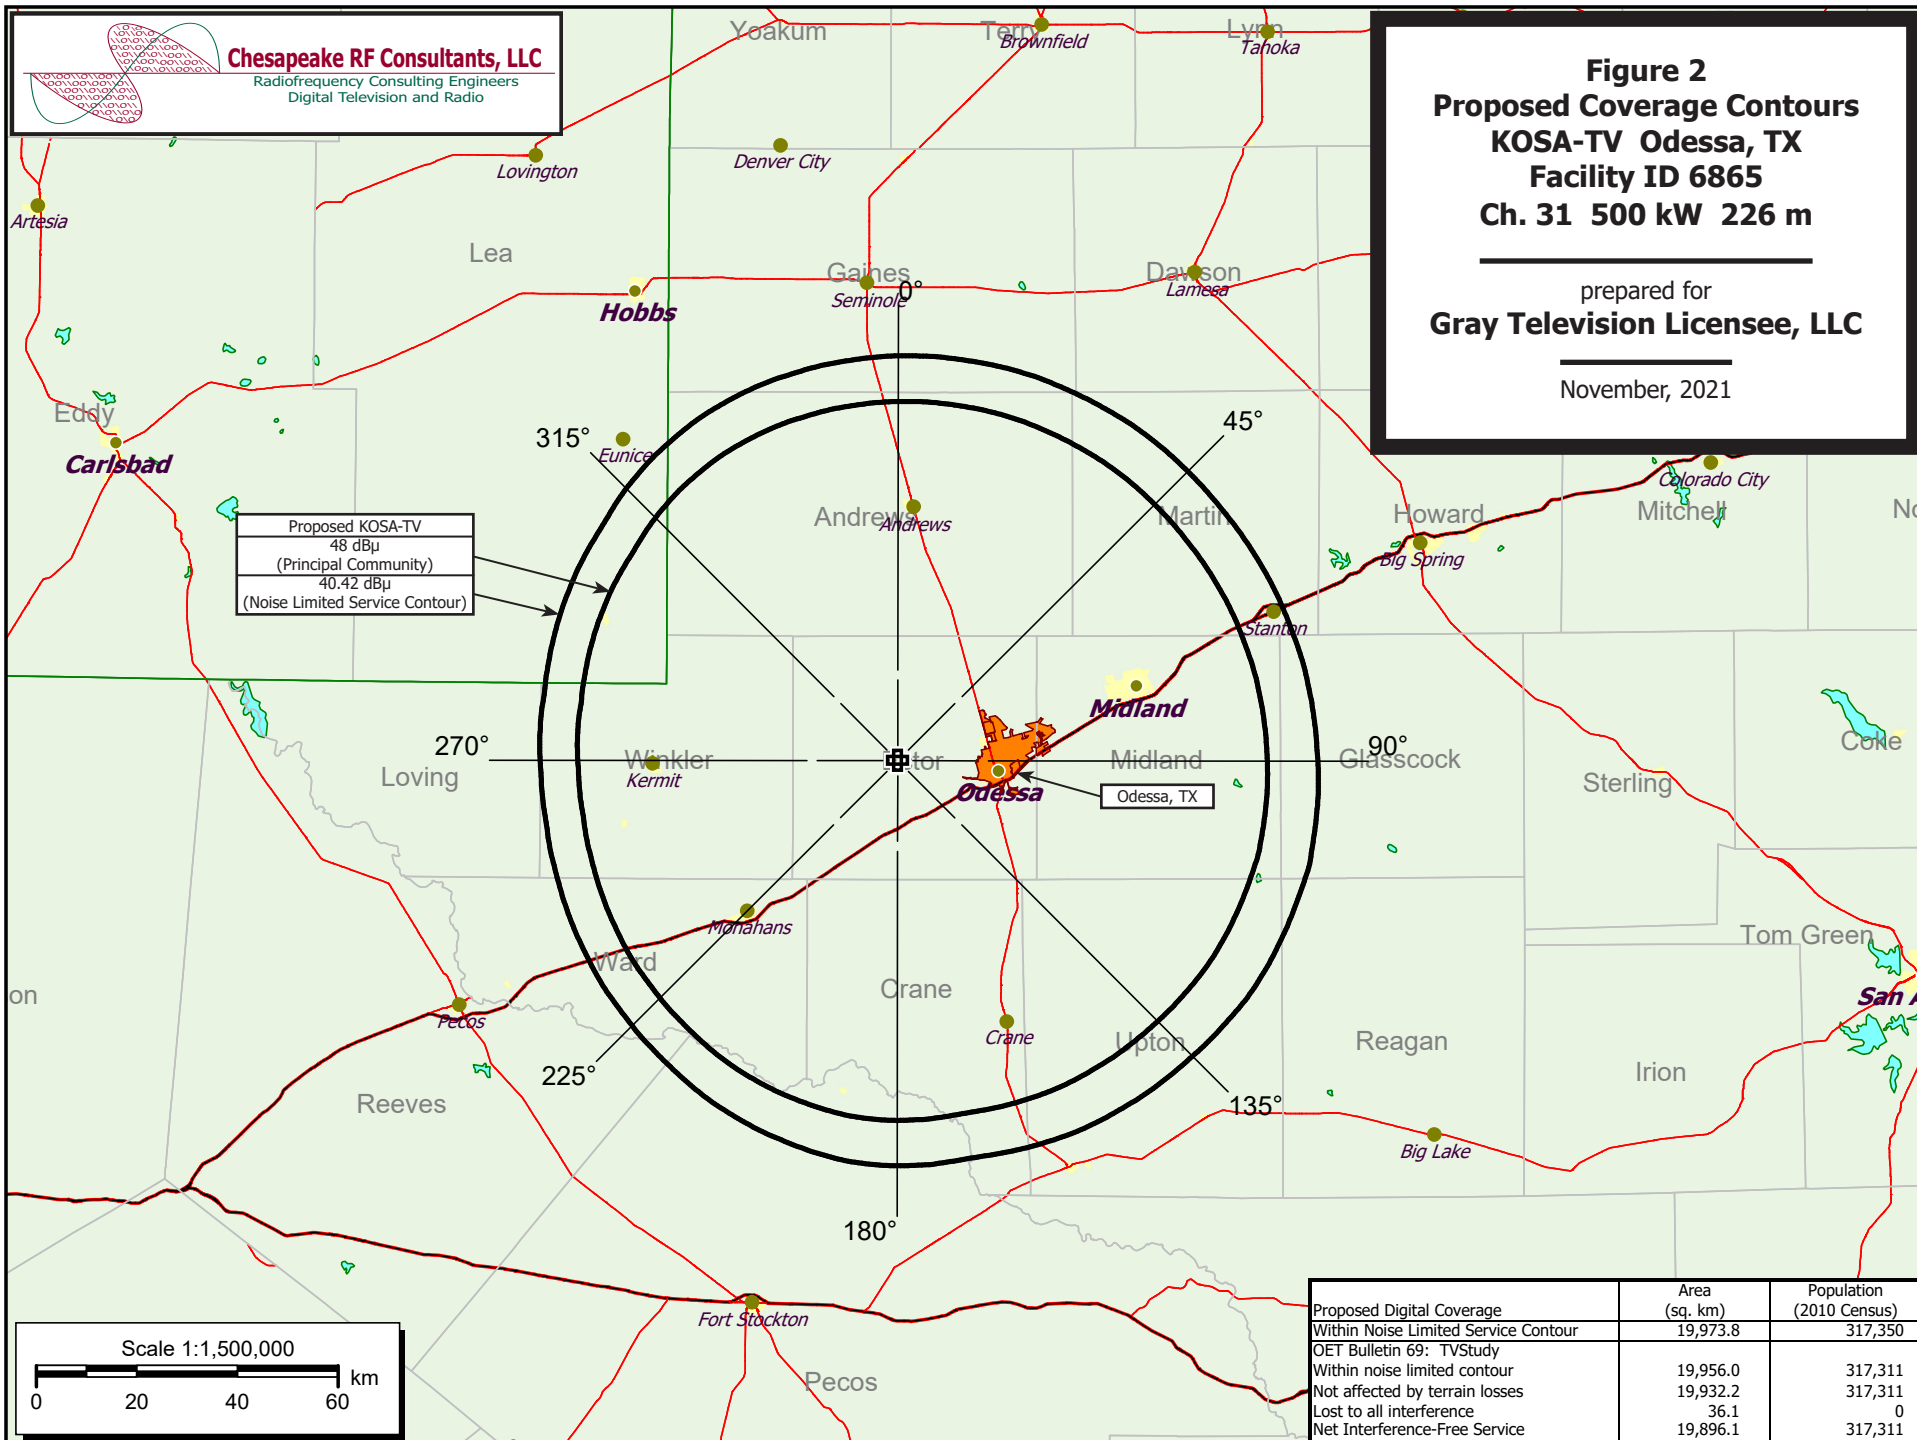 Chesapeake RF Consultants, LLC
Radiofrequency Consulting Engineers
Digital Television and Radio
Figure 2
Proposed Coverage Contours
KOSA-TV Odessa, TX
Facility ID 6865
Ch. 31 500 kW 226 m
prepared for
Gray Television Licensee, LLC
November, 2021
Yoakum
Terry
Brownfield
Lynn
Tahoka
Lovington
Denver City
Artesia
Lea
Gaines
Seminole
0°
Dawson
Lamesa
Hobbs
Eddy
Carlsbad
315°
Eunice
45°
Andrews
Andrews
Martin
Howard
Big Spring
Colorado City
Mitchell
No
Proposed KOSA-TV
48 dBµ
(Principal Community)
40.42 dBµ
(Noise Limited Service Contour)
Stanton
Midland
270°
Loving
Winkler
Kermit
tor
Odessa
Odessa, TX
Midland
90°
Glasscock
Sterling
Coke
Monahans
Ward
Pecos
Crane
Crane
Upton
Reagan
Irion
Tom Green
San A
on
Reeves
225°
135°
Big Lake
180°
Fort Stockton
Pecos
Scale 1:1,500,000
km
0 20 40 60
Proposed Digital Coverage Area (sq. km) Population (2010 Census)
Within Noise Limited Service Contour 19,973.8 317,350
OET Bulletin 69: TVStudy
Within noise limited contour 19,956.0 317,311
Not affected by terrain losses 19,932.2 317,311
Lost to all interference 36.1 0
Net Interference-Free Service 19,896.1 317,311